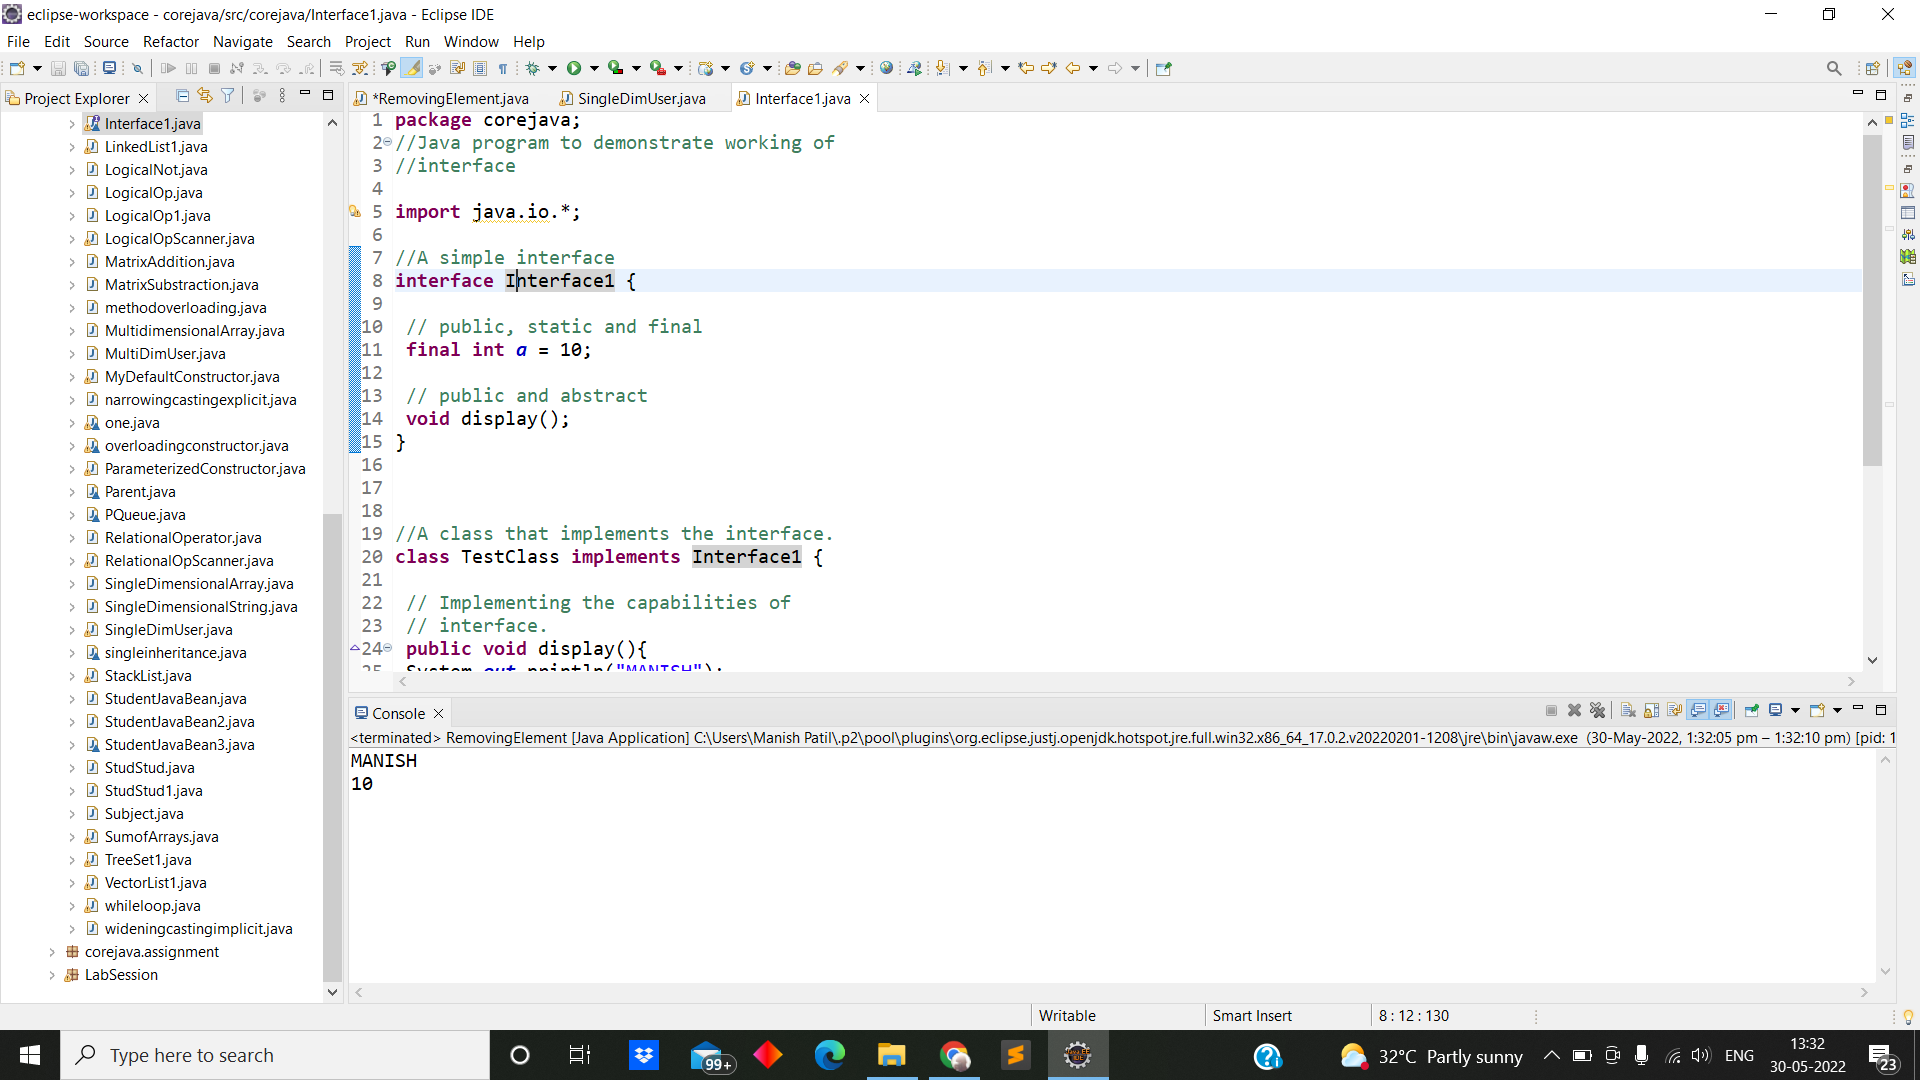 eclipse-workspace - corejava/src/corejava/Interface1.java - Eclipse IDE
File Edit Source Refactor Navigate Search Project Run Window Help
Project Explorer
*RemovingElement.java SingleDimUser.java Interface1.java
Interface1.java
LinkedList1.java
LogicalNot.java
LogicalOp.java
LogicalOp1.java
LogicalOpScanner.java
MatrixAddition.java
MatrixSubstraction.java
methodoverloading.java
MultidimensionalArray.java
MultiDimUser.java
MyDefaultConstructor.java
narrowingcastingexplicit.java
one.java
overloadingconstructor.java
ParameterizedConstructor.java
Parent.java
PQueue.java
RelationalOperator.java
RelationalOpScanner.java
SingleDimensionalArray.java
SingleDimensionalString.java
SingleDimUser.java
singleinheritance.java
StackList.java
StudentJavaBean.java
StudentJavaBean2.java
StudentJavaBean3.java
StudStud.java
StudStud1.java
Subject.java
SumofArrays.java
TreeSet1.java
VectorList1.java
whileloop.java
wideningcastingimplicit.java
corejava.assignment
LabSession
1 package corejava;
2 //Java program to demonstrate working of
3 //interface
4
5 import java.io.*;
6
7 //A simple interface
8 interface Interface1 {
9
10 // public, static and final
11 final int a = 10;
12
13 // public and abstract
14 void display();
15 }
16
17
18
19 //A class that implements the interface.
20 class TestClass implements Interface1 {
21
22 // Implementing the capabilities of
23 // interface.
24 public void display(){
25 System.out.println("MANISH");
Console
<terminated> RemovingElement [Java Application] C:\Users\Manish Patil\.p2\pool\plugins\org.eclipse.justj.openjdk.hotspot.jre.full.win32.x86_64_17.0.2.v20220201-1208\jre\bin\javaw.exe (30-May-2022, 1:32:05 pm – 1:32:10 pm) [pid: 1
MANISH
10
Writable Smart Insert 8 : 12 : 130
Type here to search
99+
32°C Partly sunny
ENG
13:32
30-05-2022
23